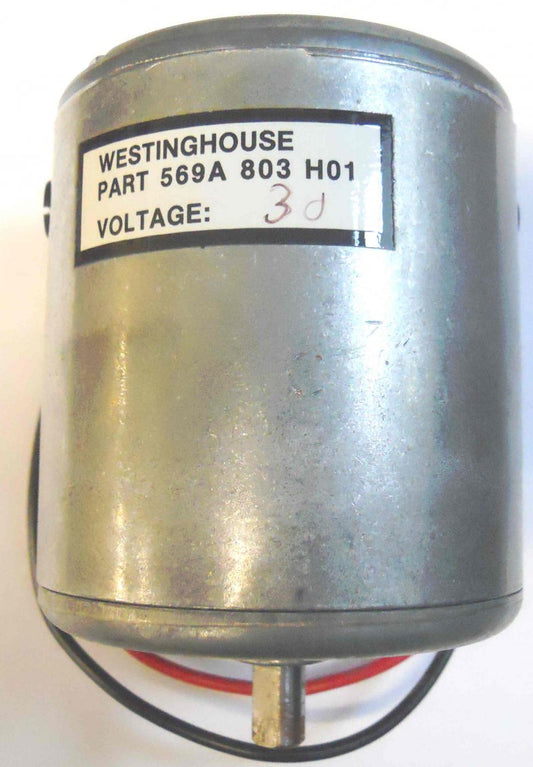 WESTINGHOUSE
PART 569A 803 H01
VOLTAGE: 30